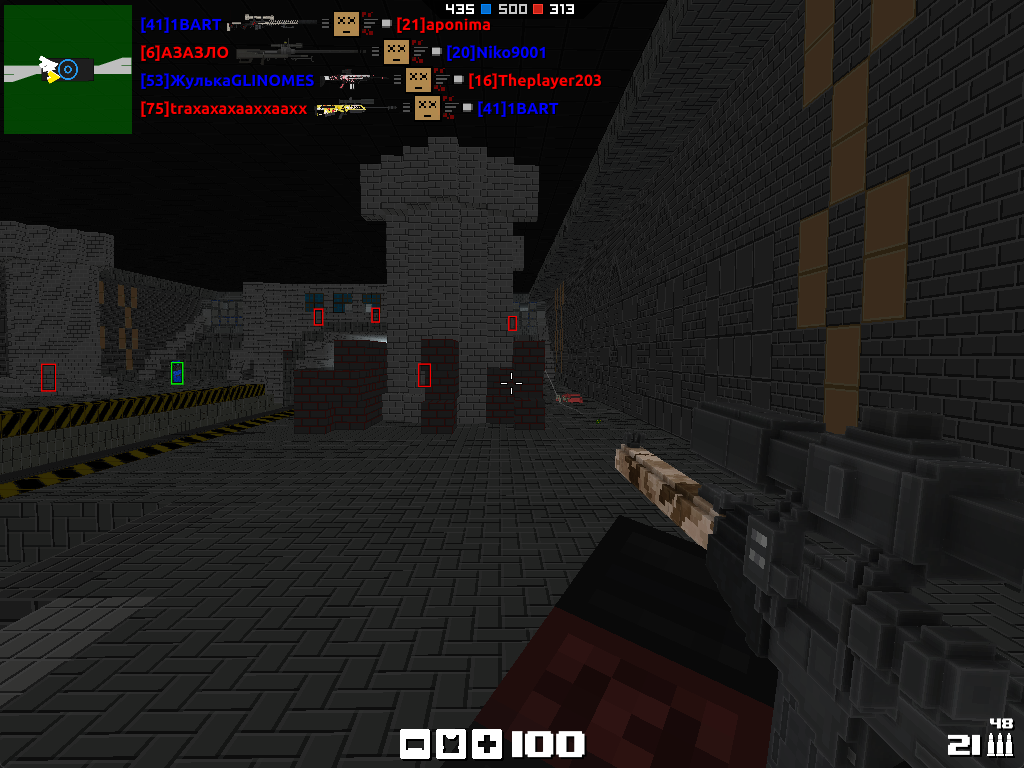 435 500 313
[41]1BART [21]aponima
[6]АЗАЗЛО [20]Niko9001
[53]ЖулькаGLINOMES [16]Theplayer203
[75]traxaxaxaaxxaaxx [41]1BART
48
100 21